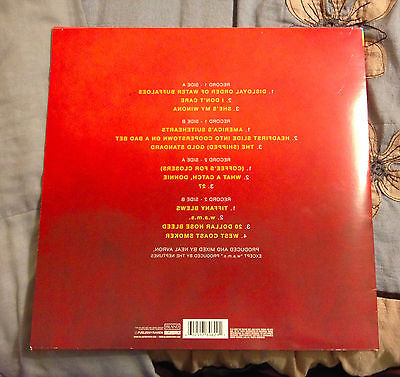 RECORD 1 - SIDE A
1. DISLOYAL ORDER OF WATER BUFFALOES
2. I DON'T CARE
3. SHE'S MY WINONA
RECORD 1 - SIDE B
1. AMERICA'S SUITEHEARTS
2. HEADFIRST SLIDE INTO COOPERSTOWN ON A BAD BET
3. THE (SHIPPED) GOLD STANDARD
RECORD 2 - SIDE A
1. (COFFEE'S FOR CLOSERS)
2. WHAT A CATCH, DONNIE
3. 27
RECORD 2 - SIDE B
1. TIFFANY BLEWS
2. w.a.m.s.
3. 20 DOLLAR NOSE BLEED
4. WEST COAST SMOKER
PRODUCED AND MIXED BY NEAL AVRON,
EXCEPT "w.a.m.s." PRODUCED BY THE NEPTUNES